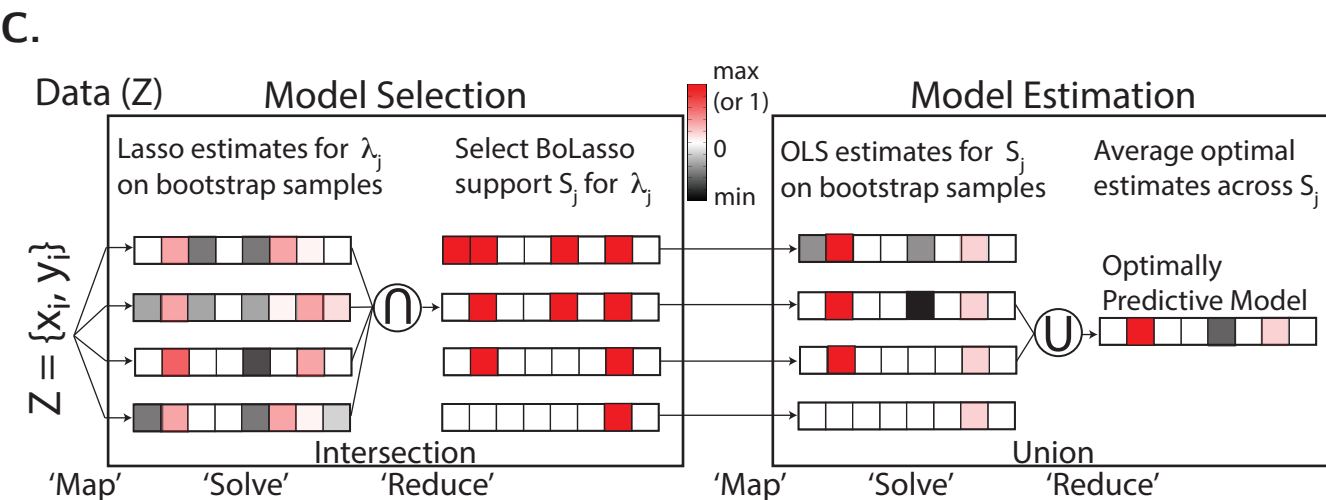 C.
Data (Z)
Model Selection
max
(or 1)
0
min
Model Estimation
Lasso estimates for λj
on bootstrap samples
Select BoLasso
support Sj for λj
OLS estimates for Sj
on bootstrap samples
Average optimal
estimates across Sj
Z = {xi, yi}
∩
Optimally
Predictive Model
∪
Intersection
Union
'Map'
'Solve'
'Reduce'
'Map'
'Solve'
'Reduce'